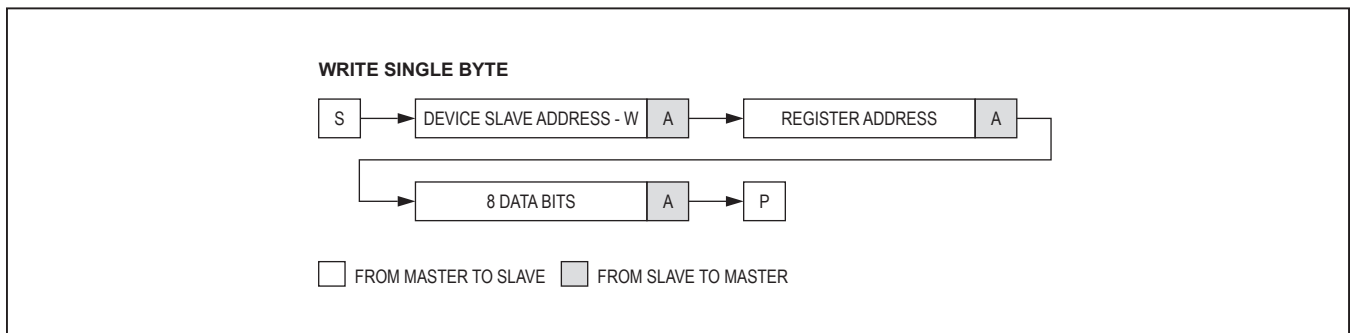 WRITE SINGLE BYTE
S DEVICE SLAVE ADDRESS - W A REGISTER ADDRESS A
8 DATA BITS A P
FROM MASTER TO SLAVE FROM SLAVE TO MASTER